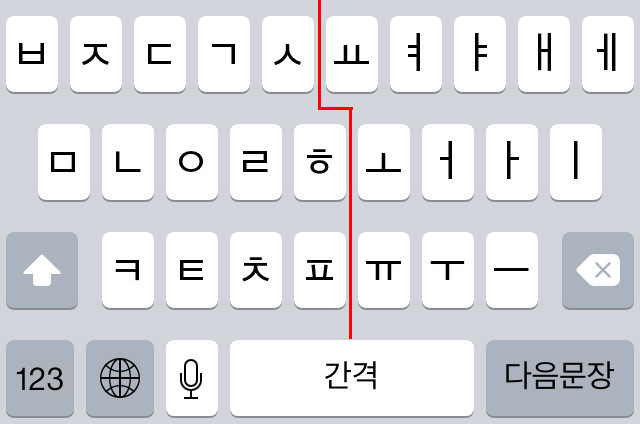 ㅂ ㅈ ㄷ ㄱ ㅅ ㅛ ㅕ ㅑ ㅐ ㅔ
ㅁ ㄴ ㅇ ㄹ ㅎ ㅗ ㅓ ㅏ ㅣ
ㅋ ㅌ ㅊ ㅍ ㅠ ㅜ ㅡ
123 간격 다음문장